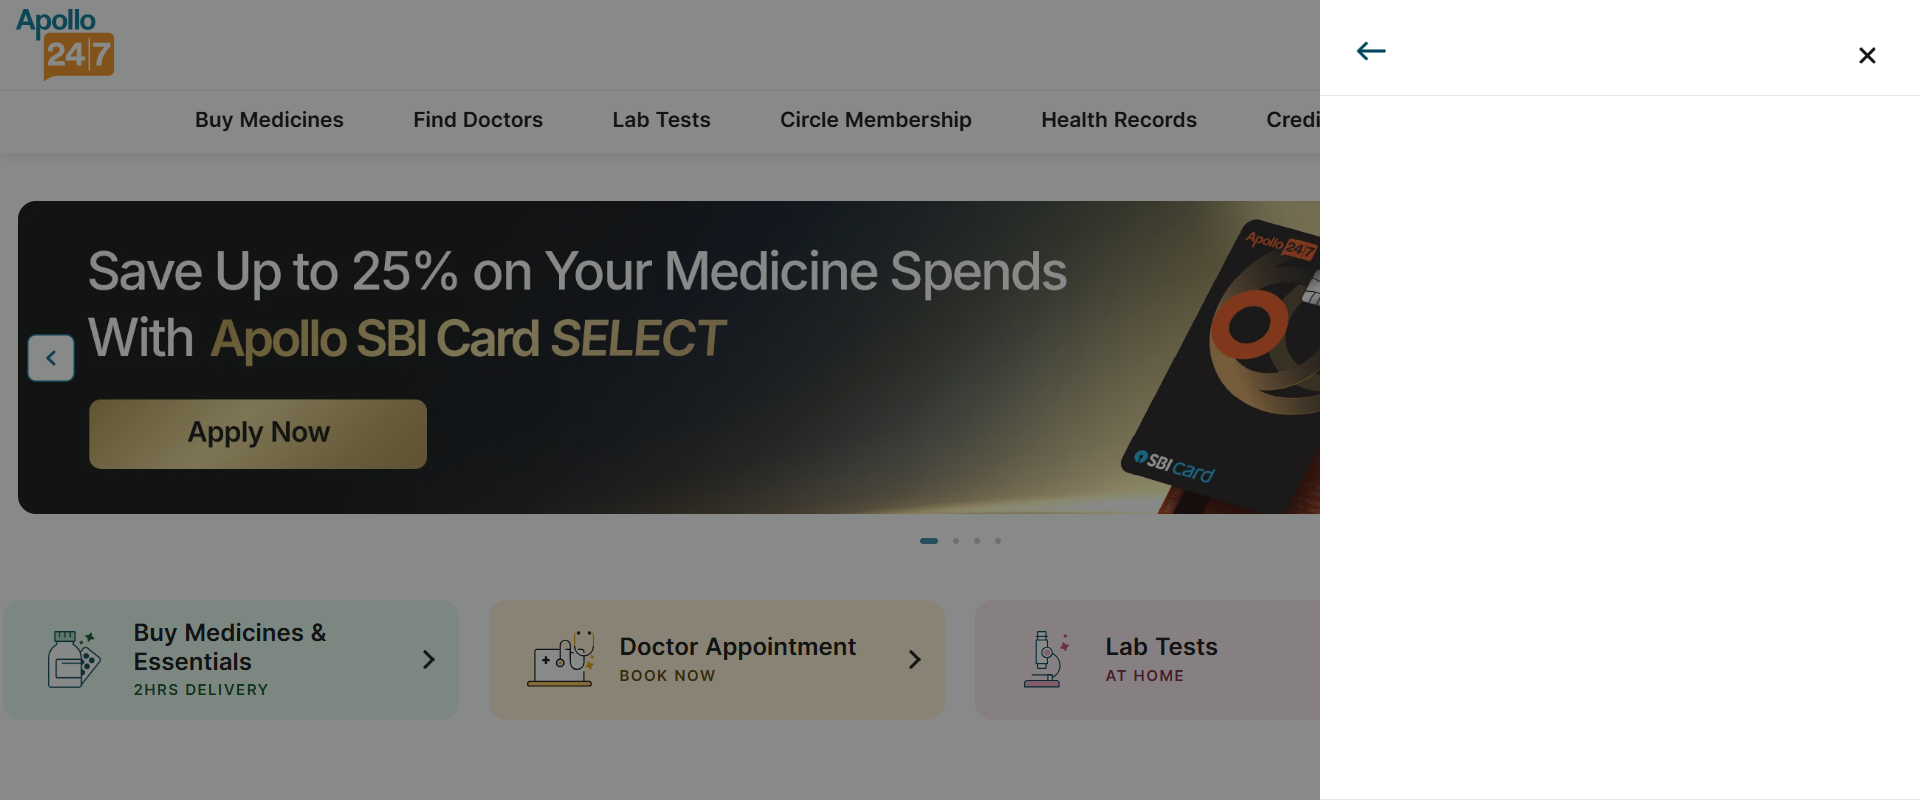 Apollo
24|7
Buy Medicines
Find Doctors
Lab Tests
Circle Membership
Health Records
Credi
Save Up to 25% on Your Medicine Spends
With Apollo SBI Card SELECT
Apply Now
Apollo 24|7
SBI Card
Buy Medicines &
Essentials
2HRS DELIVERY
Doctor Appointment
BOOK NOW
Lab Tests
AT HOME